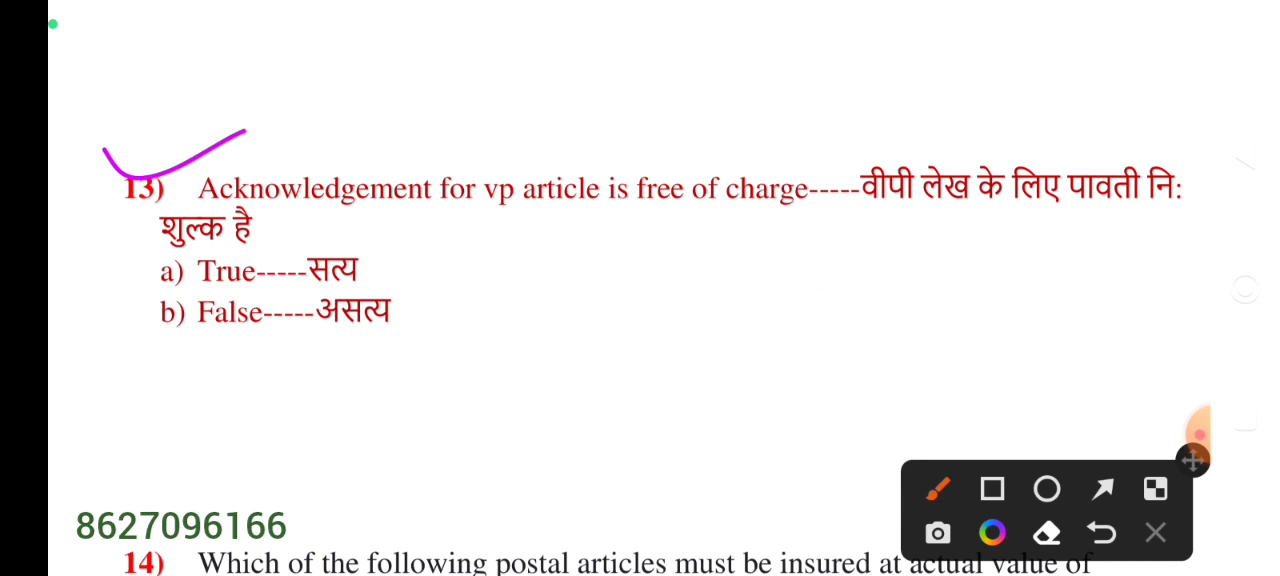 13) Acknowledgement for vp article is free of charge-----वीपी लेख के लिए पावती नि:
शुल्क है
a) True-----सत्य
b) False-----असत्य
8627096166
14) Which of the following postal articles must be insured at actual value of